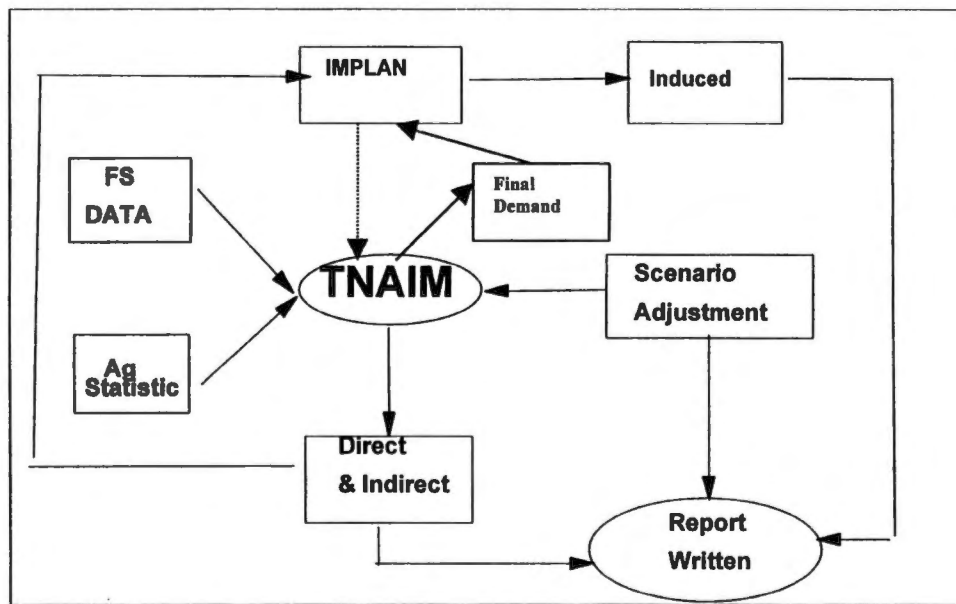 IMPLAN
Induced
FS
DATA
Final
Demand
TNAIM
Scenario
Adjustment
Ag
Statistic
Direct
& Indirect
Report
Written